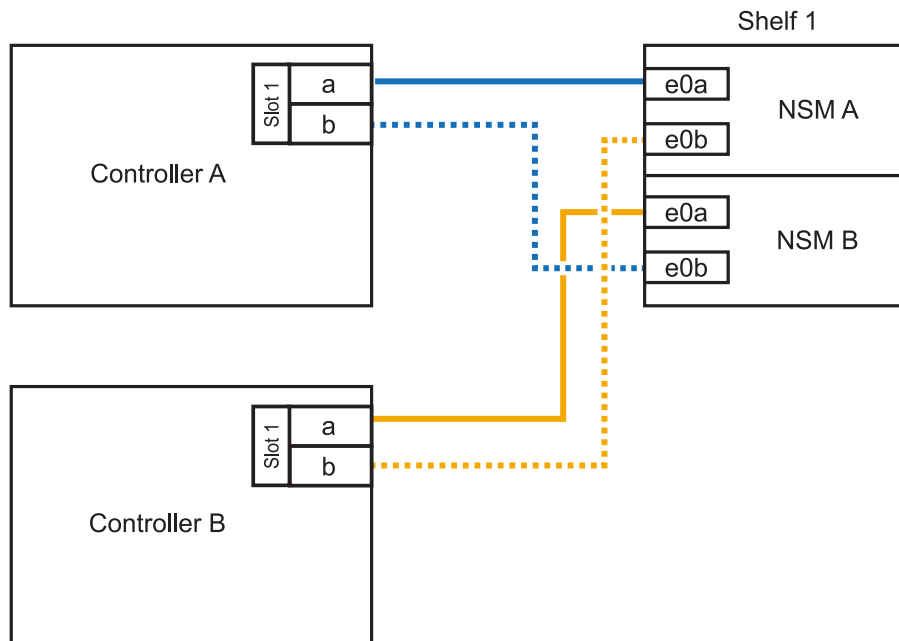 Shelf 1
Controller A
Slot 1
a
b
e0a
e0b
NSM A
e0a
e0b
NSM B
Controller B
Slot 1
a
b